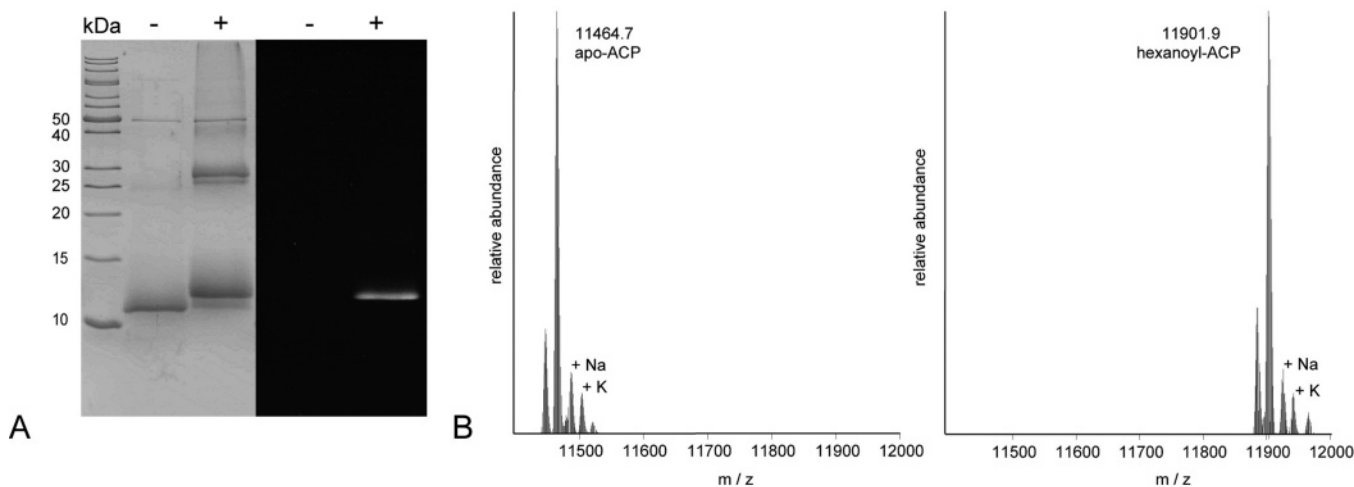 kDa - + - +
50
40
30
25
20
15
10
A
B
11464.7
apo-ACP
+ Na
+ K
relative abundance
11500 11600 11700 11800 11900 12000
m / z
11901.9
hexanoyl-ACP
+ Na
+ K
relative abundance
11500 11600 11700 11800 11900 12000
m / z